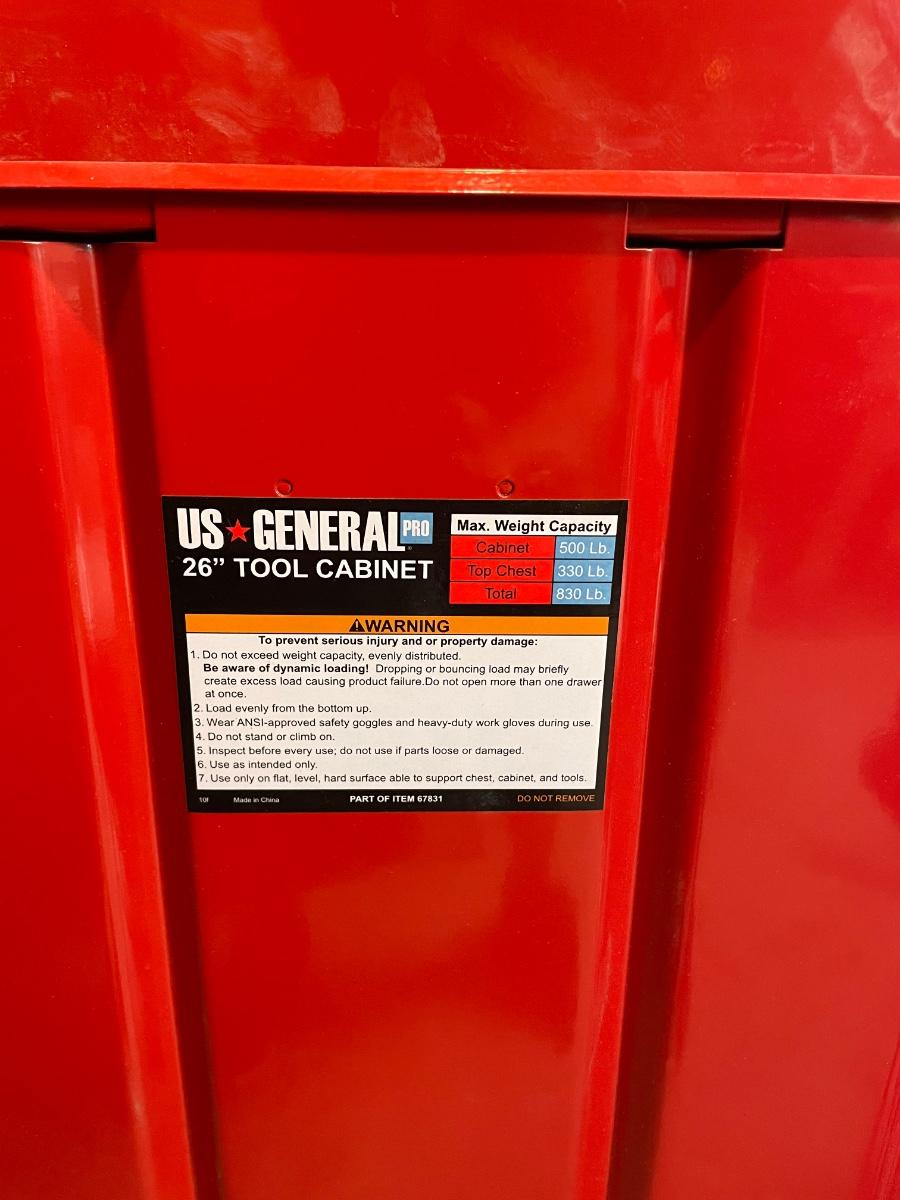 US★GENERAL PRO
26” TOOL CABINET
Max. Weight Capacity
Cabinet 500 Lb.
Top Chest 330 Lb.
Total 830 Lb.
⚠WARNING
To prevent serious injury and or property damage:
1. Do not exceed weight capacity, evenly distributed.
Be aware of dynamic loading! Dropping or bouncing load may briefly
create excess load causing product failure.Do not open more than one drawer
at once.
2. Load evenly from the bottom up.
3. Wear ANSI-approved safety goggles and heavy-duty work gloves during use.
4. Do not stand or climb on.
5. Inspect before every use; do not use if parts loose or damaged.
6. Use as intended only.
7. Use only on flat, level, hard surface able to support chest, cabinet, and tools.
10f Made in China PART OF ITEM 67831 DO NOT REMOVE